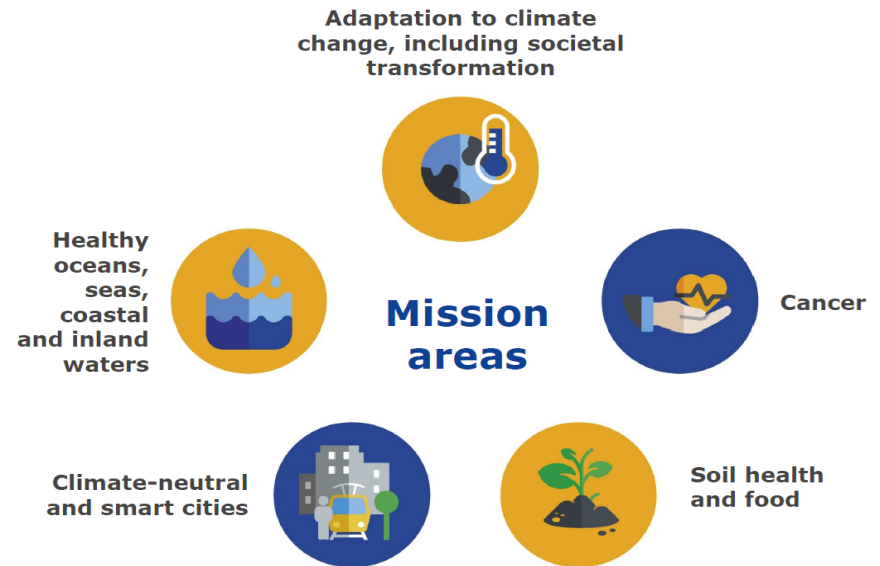 Adaptation to climate
change, including societal
transformation
Healthy
oceans,
seas,
coastal
and inland
waters
Mission
areas
Cancer
Climate-neutral
and smart cities
Soil health
and food